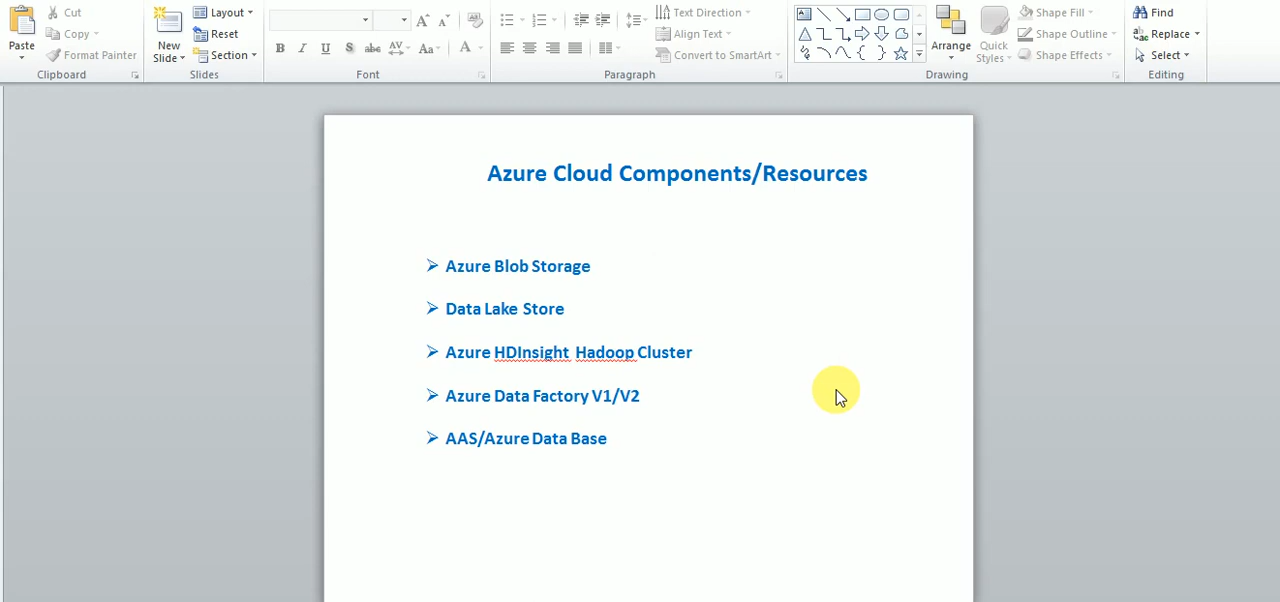 Paste
Cut
Copy
Format Painter
Clipboard
New Slide
Layout
Reset
Section
Slides
B I U S abc AV Aa A
Font
Paragraph
Text Direction
Align Text
Convert to SmartArt
Arrange
Quick Styles
Shape Fill
Shape Outline
Shape Effects
Drawing
Find
Replace
Select
Editing
Azure Cloud Components/Resources
Azure Blob Storage
Data Lake Store
Azure HDInsight Hadoop Cluster
Azure Data Factory V1/V2
AAS/Azure Data Base